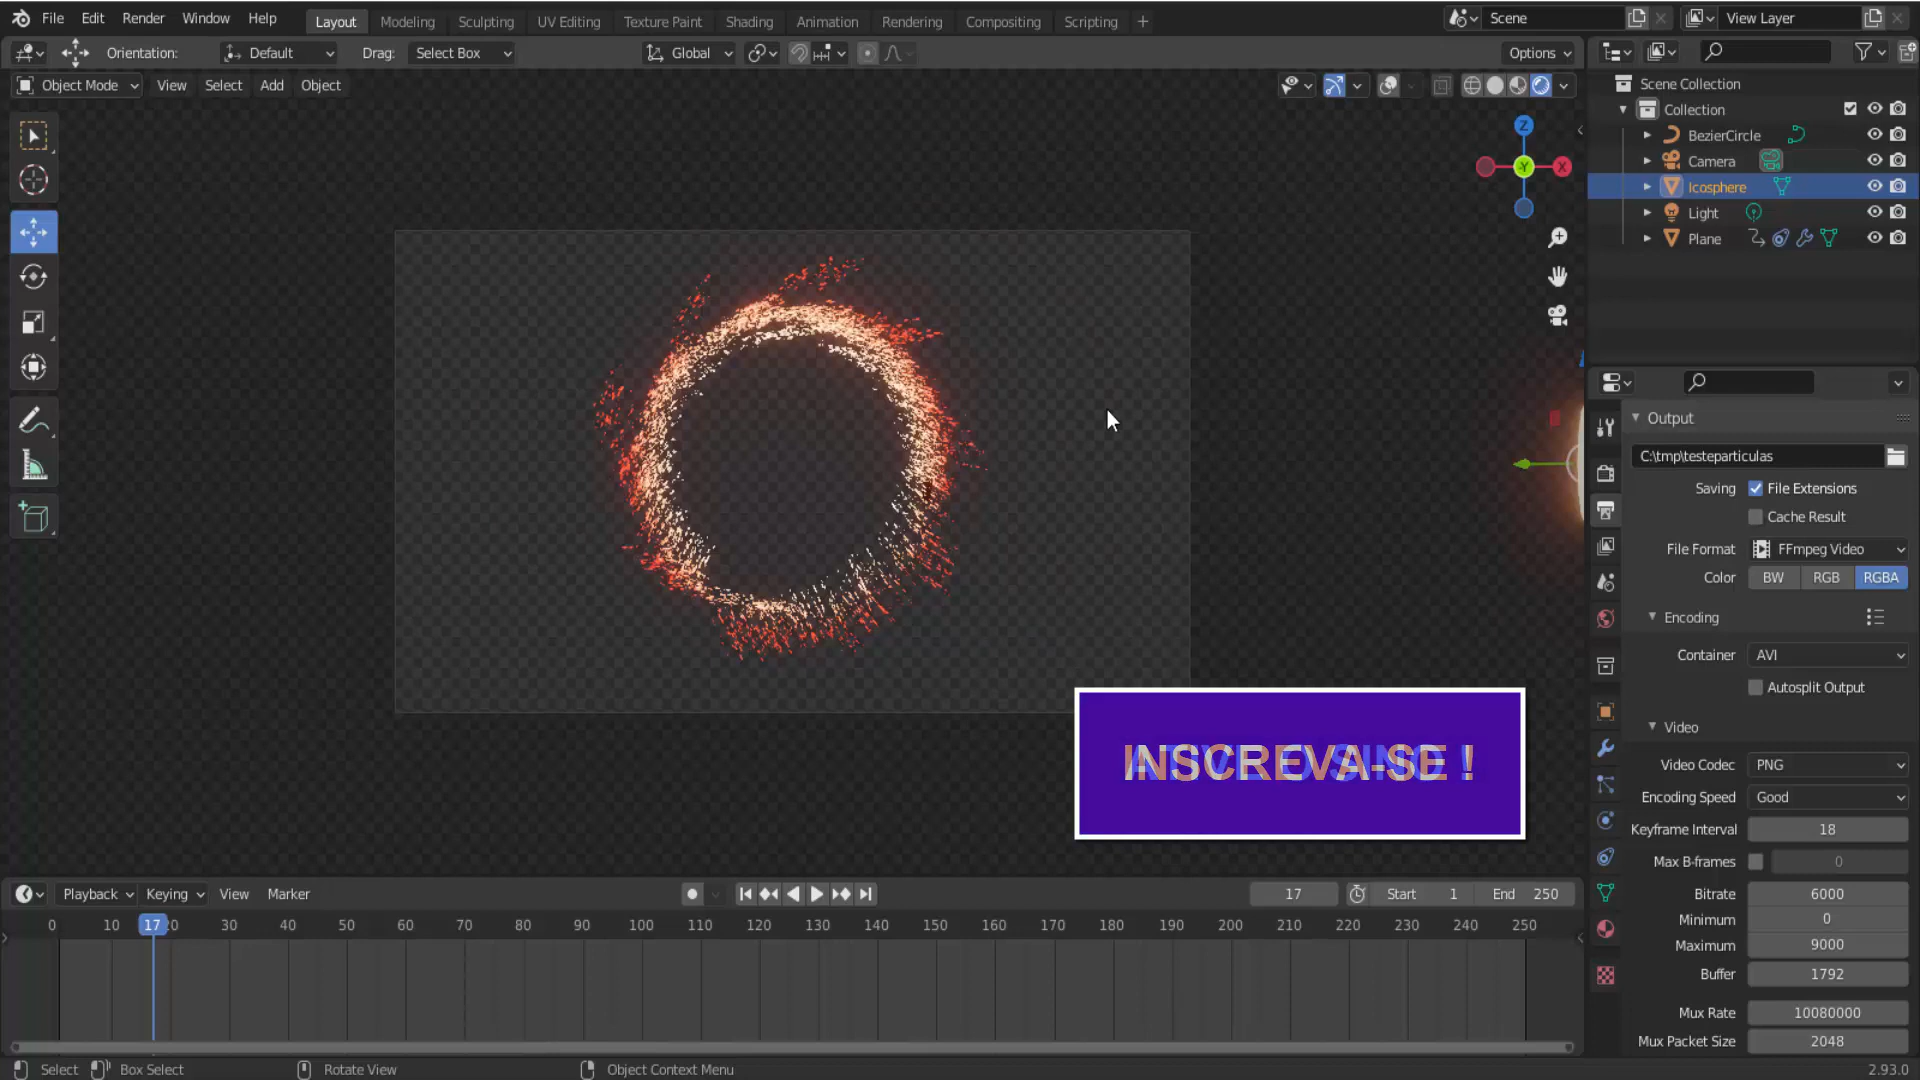 File Edit Render Window Help
Layout Modeling Sculpting UV Editing Texture Paint Shading Animation Rendering Compositing Scripting +
Scene
View Layer
Orientation: Default Drag: Select Box Global Options
Object Mode View Select Add Object
Z
Y
X
Scene Collection
Collection
BezierCircle
Camera
Icosphere
Light
Plane
Output
C:\tmp\testeparticulas
Saving File Extensions
Cache Result
File Format FFmpeg Video
Color BW RGB RGBA
Encoding
Container AVI
Autosplit Output
Video
Video Codec PNG
Encoding Speed Good
Keyframe Interval 18
Max B-frames 0
Bitrate 6000
Minimum 0
Maximum 9000
Buffer 1792
Mux Rate 10080000
Mux Packet Size 2048
INSCREVA-SE !
Playback Keying View Marker
17 Start 1 End 250
0 10 17 20 30 40 50 60 70 80 90 100 110 120 130 140 150 160 170 180 190 200 210 220 230 240 250
Select Box Select Rotate View Object Context Menu 2.93.0